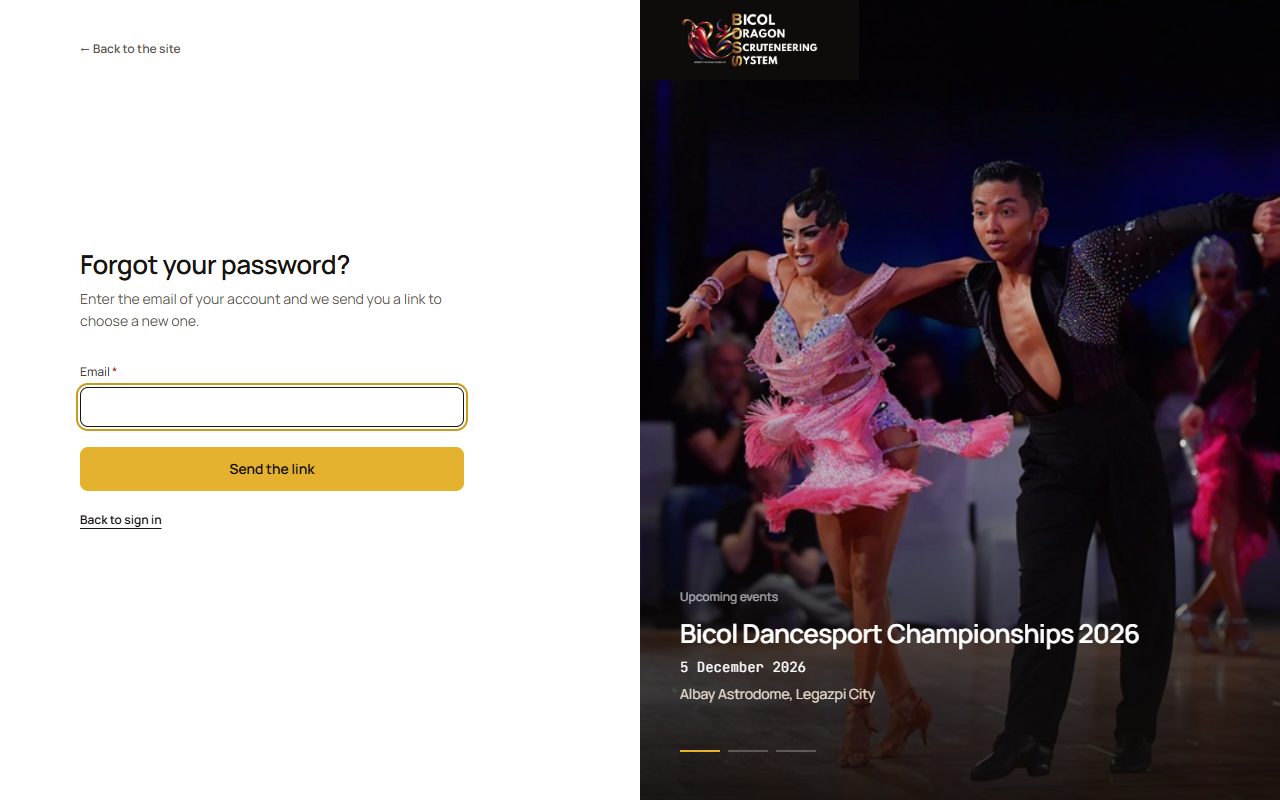 ← Back to the site
Forgot your password?
Enter the email of your account and we send you a link to
choose a new one.
Email *
Send the link
Back to sign in
BICOL
DRAGON
SCRUTENEERING
SYSTEM
Upcoming events
Bicol Dancesport Championships 2026
5 December 2026
Albay Astrodome, Legazpi City